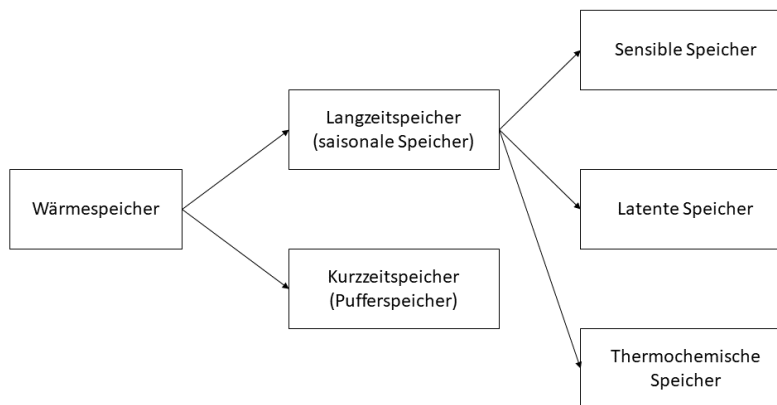 Wärmespeicher
Langzeitspeicher
(saisonale Speicher)
Kurzzeitspeicher
(Pufferspeicher)
Sensible Speicher
Latente Speicher
Thermochemische
Speicher